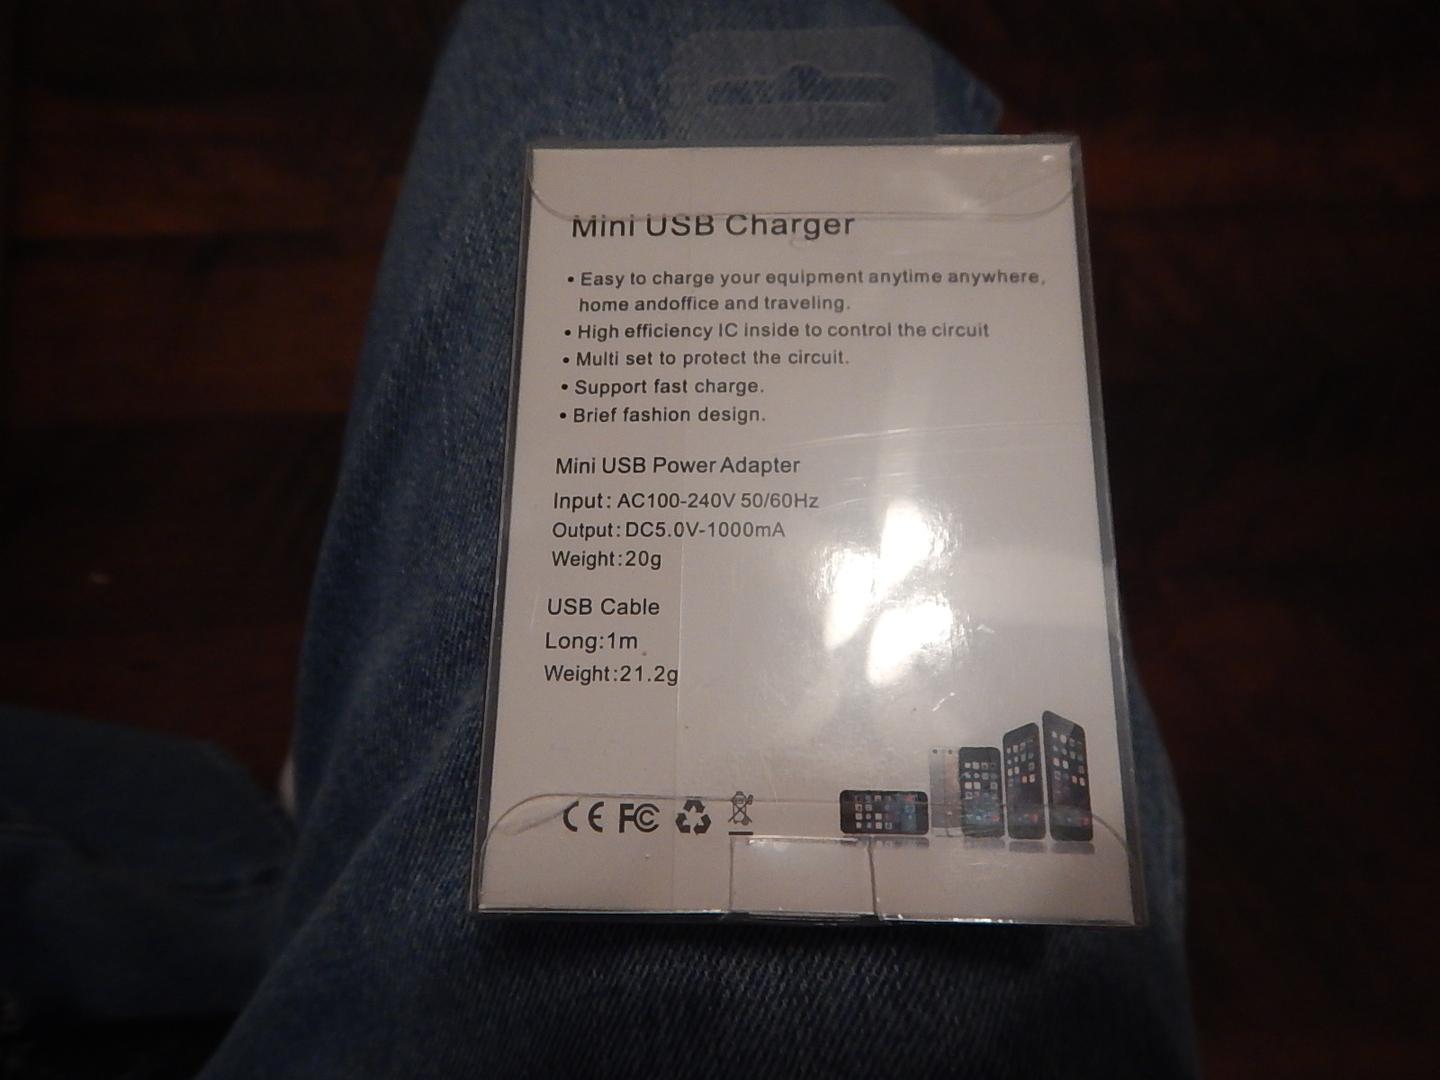 Mini USB Charger
• Easy to charge your equipment anytime anywhere,
home andoffice and traveling.
• High efficiency IC inside to control the circuit
• Multi set to protect the circuit.
• Support fast charge.
• Brief fashion design.
Mini USB Power Adapter
Input: AC100-240V 50/60Hz
Output:DC5.0V-1000mA
Weight:20g
USB Cable
Long:1m
Weight:21.2g
CE FC